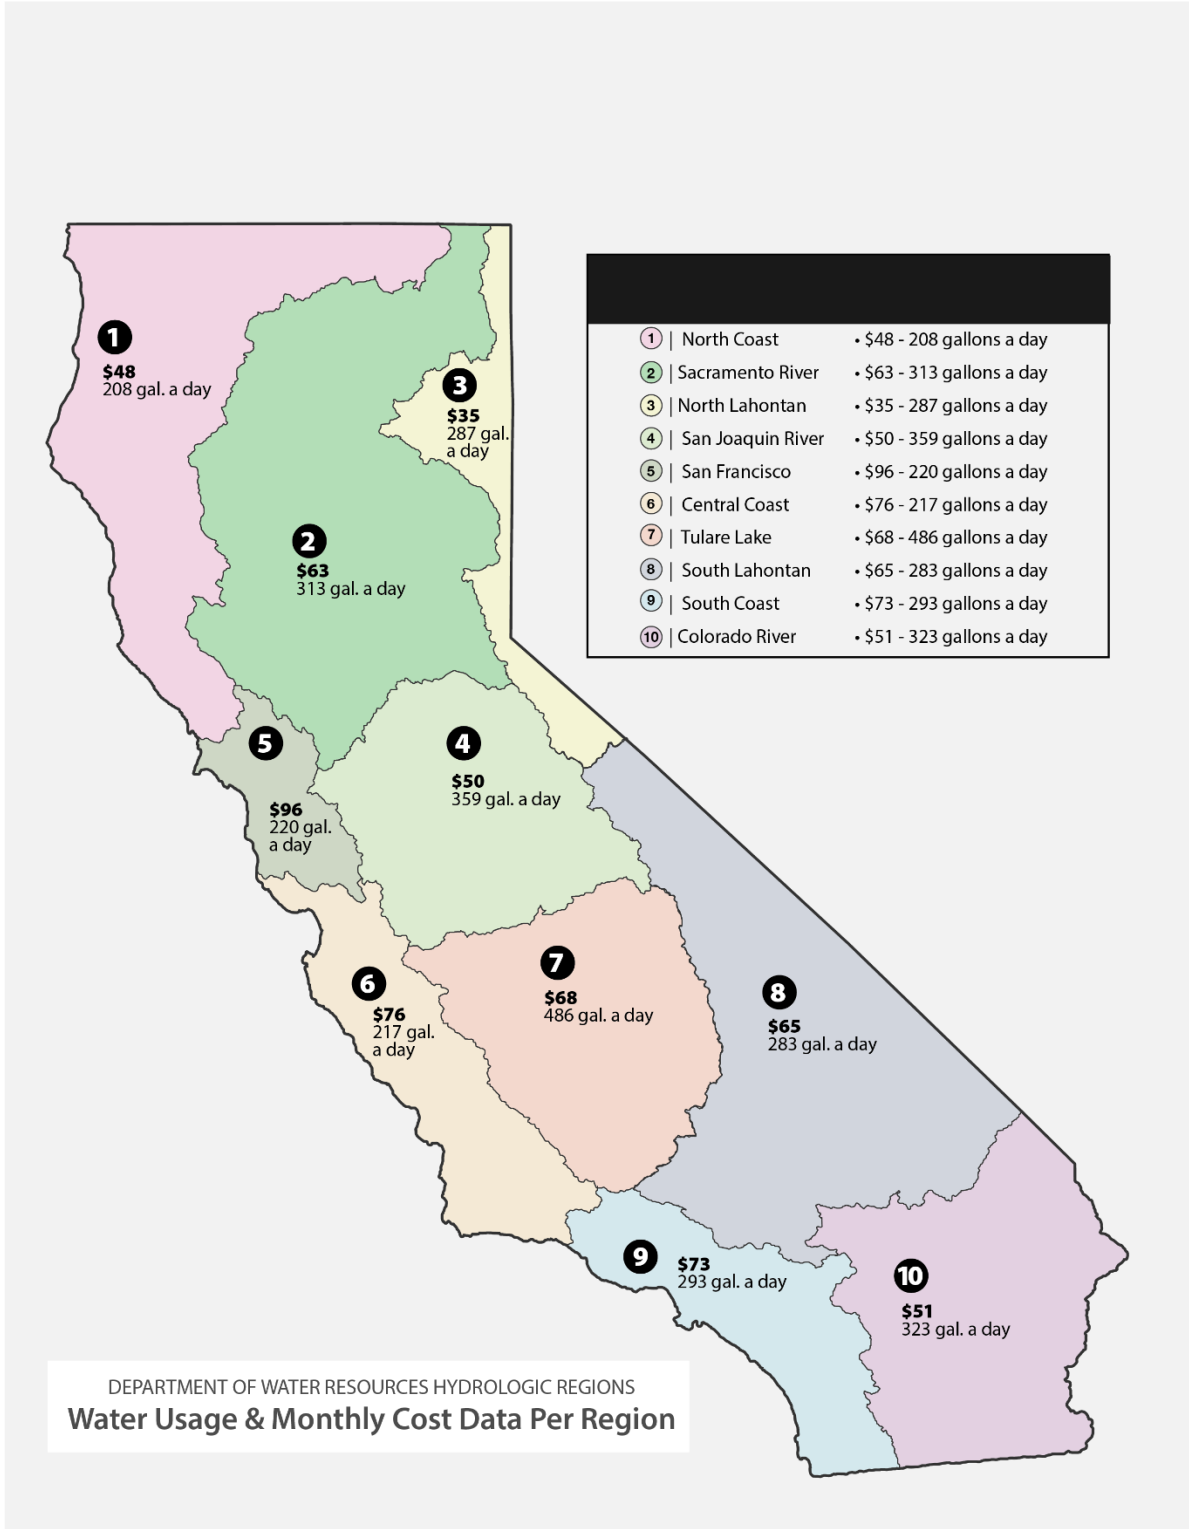 1
$48
208 gal. a day
3
$35
287 gal.
a day
2
$63
313 gal. a day
1 | North Coast • $48 - 208 gallons a day
2 | Sacramento River • $63 - 313 gallons a day
3 | North Lahontan • $35 - 287 gallons a day
4 | San Joaquin River • $50 - 359 gallons a day
5 | San Francisco • $96 - 220 gallons a day
6 | Central Coast • $76 - 217 gallons a day
7 | Tulare Lake • $68 - 486 gallons a day
8 | South Lahontan • $65 - 283 gallons a day
9 | South Coast • $73 - 293 gallons a day
10 | Colorado River • $51 - 323 gallons a day
5
$96
220 gal.
a day
4
$50
359 gal. a day
6
$76
217 gal.
a day
7
$68
486 gal. a day
8
$65
283 gal. a day
9
$73
293 gal. a day
10
$51
323 gal. a day
DEPARTMENT OF WATER RESOURCES HYDROLOGIC REGIONS
Water Usage & Monthly Cost Data Per Region